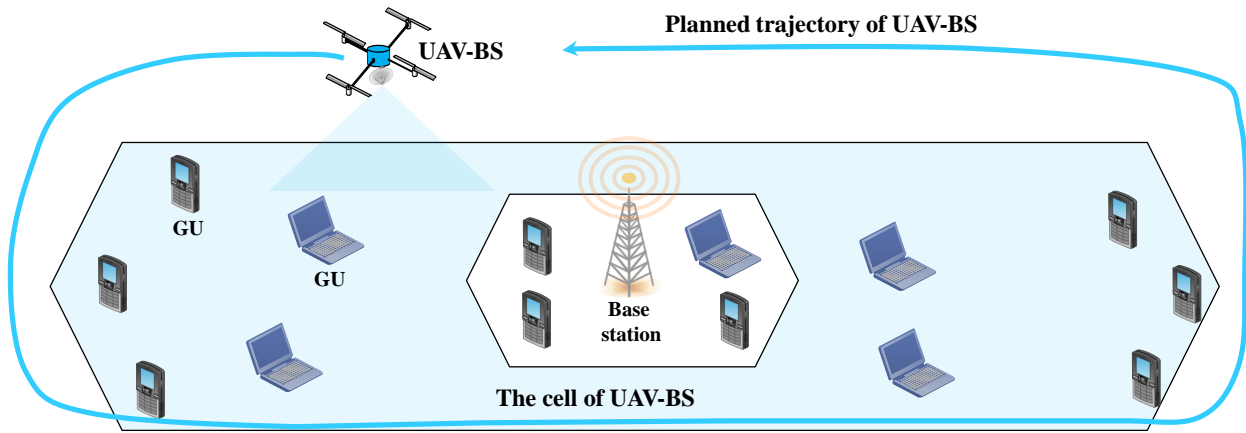 Planned trajectory of UAV-BS
UAV-BS
GU
GU
Base
station
The cell of UAV-BS